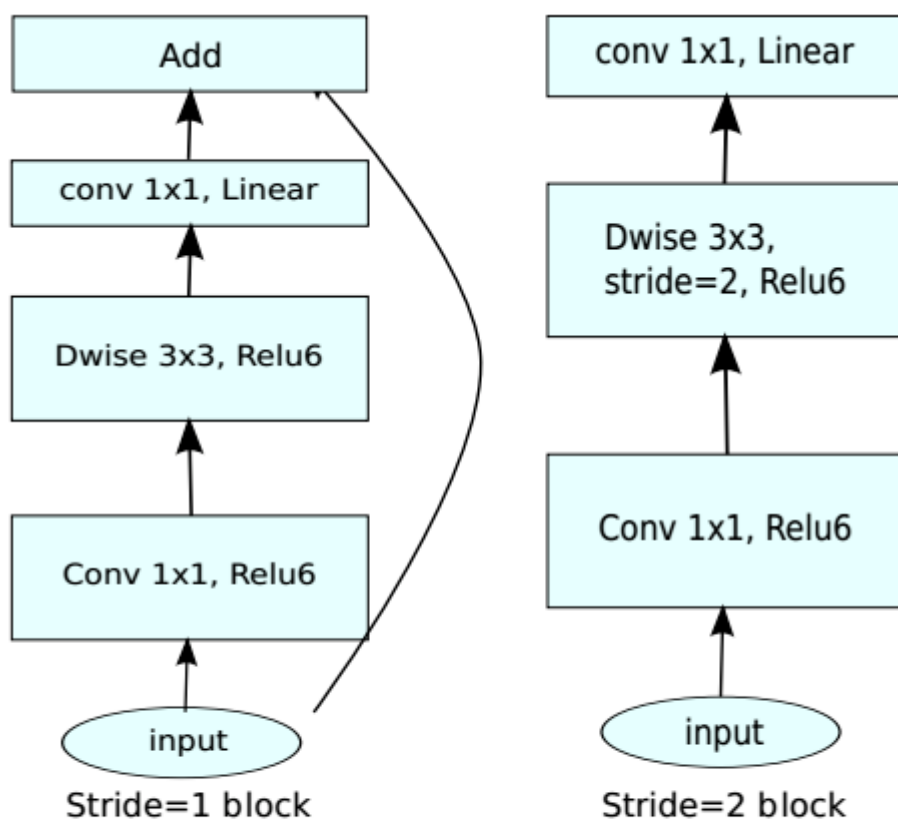 Add
conv 1x1, Linear
Dwise 3x3, Relu6
Conv 1x1, Relu6
input
Stride=1 block
conv 1x1, Linear
Dwise 3x3,
stride=2, Relu6
Conv 1x1, Relu6
input
Stride=2 block